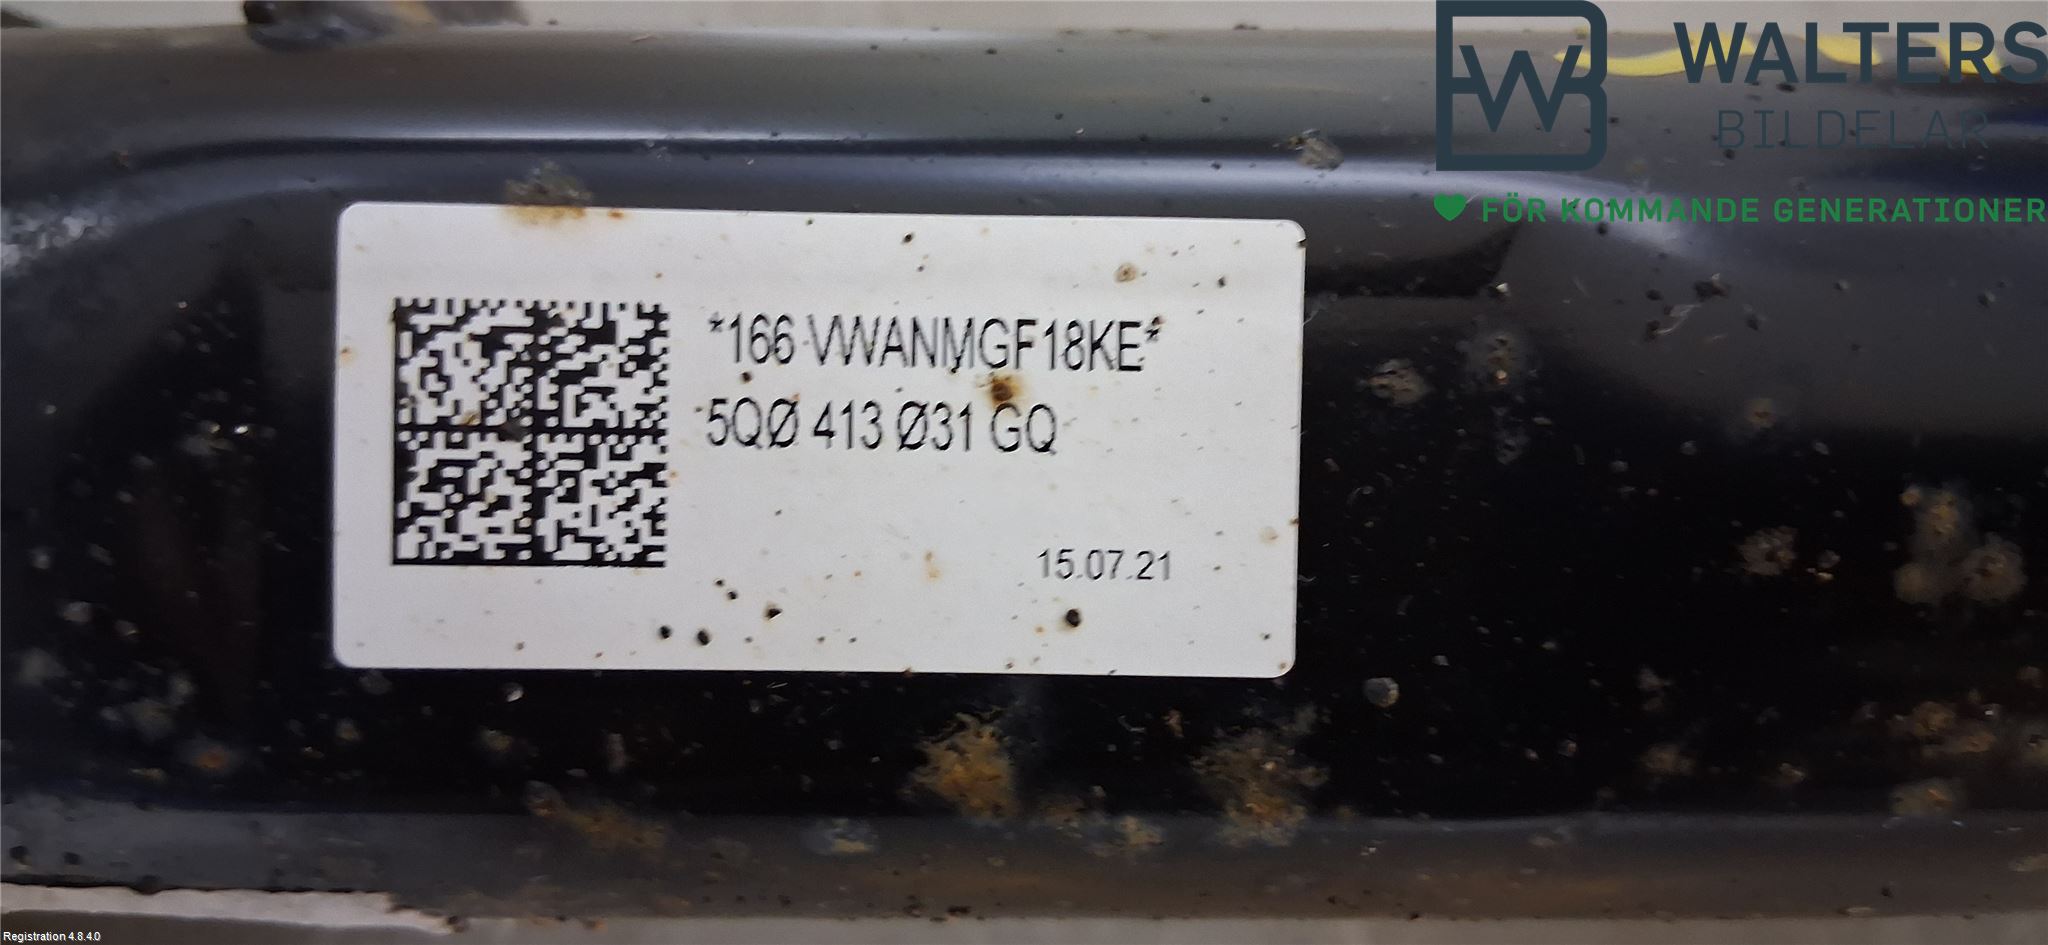 WALTERS
BILDELAR
FÖR KOMMANDE GENERATIONER
*166 VWANMGF18KE*
5QØ 413 Ø31 GQ
15.07.21
Registration 4.8.4.0